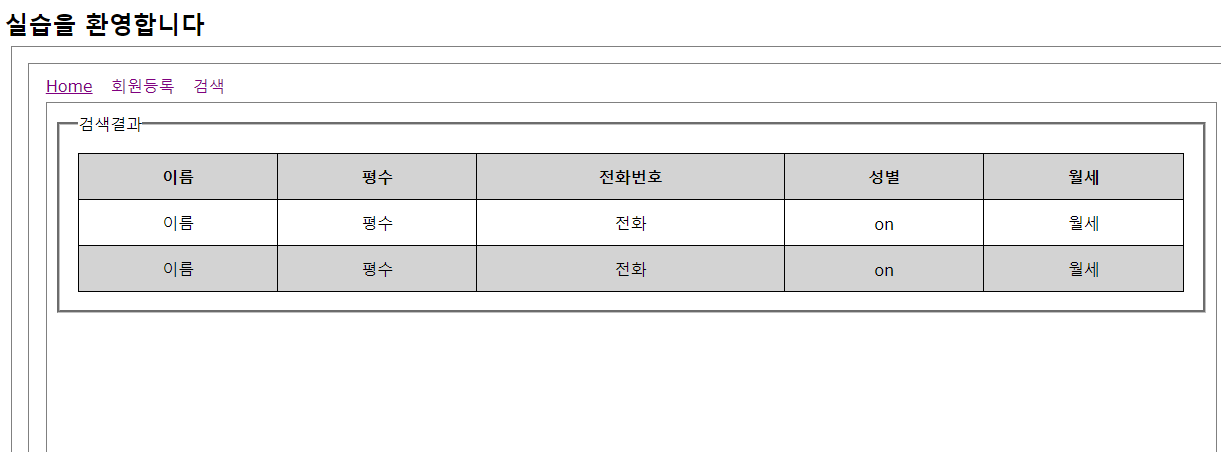 실습을 환영합니다
Home 회원등록 검색
검색결과
이름 평수 전화번호 성별 월세
이름 평수 전화 on 월세
이름 평수 전화 on 월세